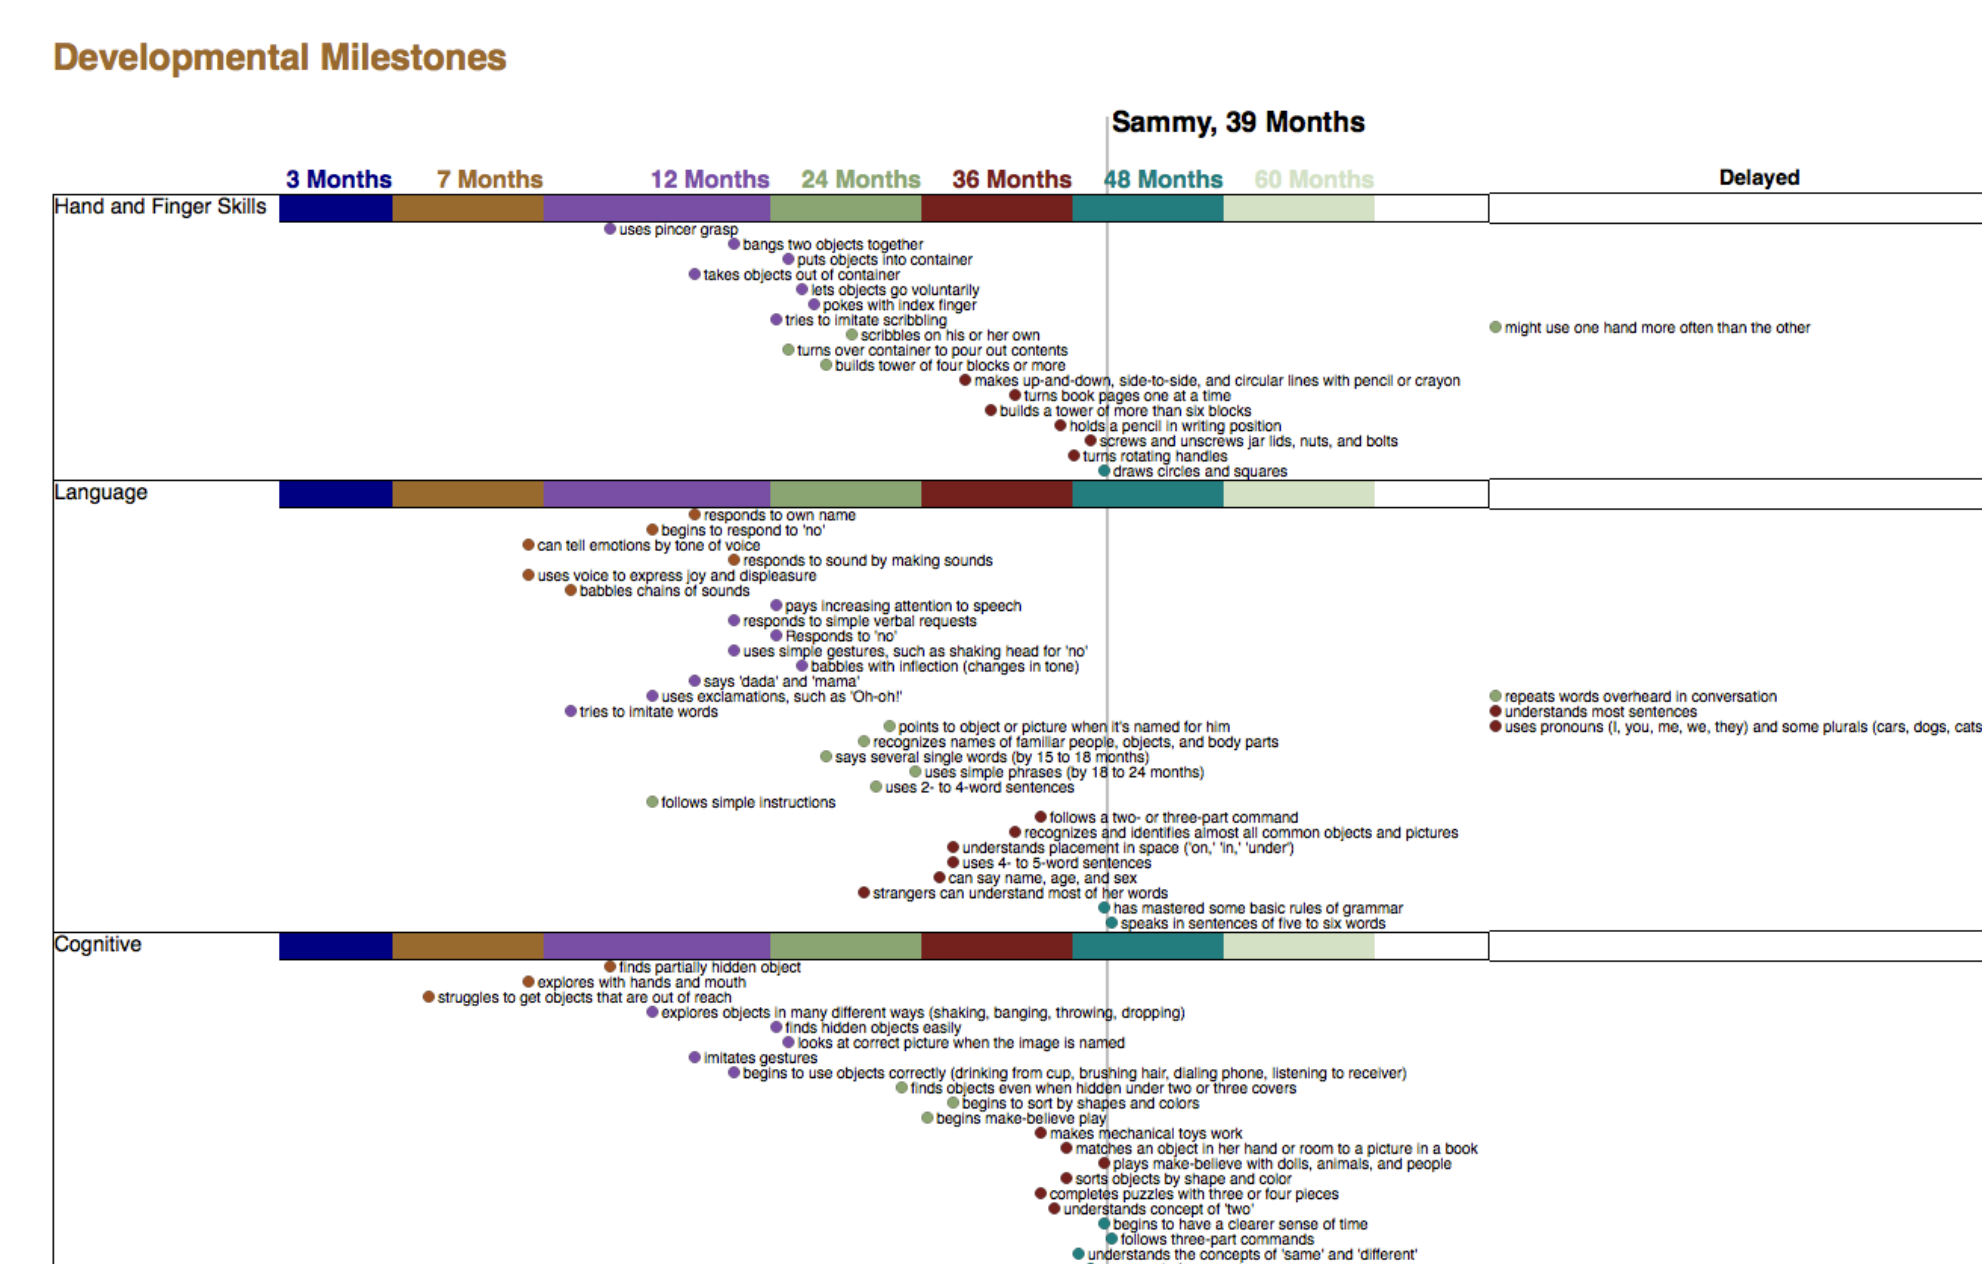 Developmental Milestones
Sammy, 39 Months
3 Months 7 Months 12 Months 24 Months 36 Months 48 Months 60 Months Delayed
Hand and Finger Skills
uses pincer grasp
bangs two objects together
puts objects into container
takes objects out of container
lets objects go voluntarily
pokes with index finger
tries to imitate scribbling
might use one hand more often than the other
scribbles on his or her own
turns over container to pour out contents
builds tower of four blocks or more
makes up-and-down, side-to-side, and circular lines with pencil or crayon
turns book pages one at a time
builds a tower of more than six blocks
holds a pencil in writing position
screws and unscrews jar lids, nuts, and bolts
turns rotating handles
draws circles and squares
Language
responds to own name
begins to respond to 'no'
can tell emotions by tone of voice
responds to sound by making sounds
uses voice to express joy and displeasure
babbles chains of sounds
pays increasing attention to speech
responds to simple verbal requests
Responds to 'no'
uses simple gestures, such as shaking head for 'no'
babbles with inflection (changes in tone)
says 'dada' and 'mama'
uses exclamations, such as 'Oh-oh!' repeats words overheard in conversation
tries to imitate words understands most sentences
points to object or picture when it's named for him uses pronouns (I, you, me, we, they) and some plurals (cars, dogs, cats
recognizes names of familiar people, objects, and body parts
says several single words (by 15 to 18 months)
uses simple phrases (by 18 to 24 months)
uses 2- to 4-word sentences
follows simple instructions
follows a two- or three-part command
recognizes and identifies almost all common objects and pictures
understands placement in space ('on,' 'in,' 'under')
uses 4- to 5-word sentences
can say name, age, and sex
strangers can understand most of her words
has mastered some basic rules of grammar
speaks in sentences of five to six words
Cognitive
finds partially hidden object
explores with hands and mouth
struggles to get objects that are out of reach
explores objects in many different ways (shaking, banging, throwing, dropping)
finds hidden objects easily
looks at correct picture when the image is named
imitates gestures
begins to use objects correctly (drinking from cup, brushing hair, dialing phone, listening to receiver)
finds objects even when hidden under two or three covers
begins to sort by shapes and colors
begins make-believe play
makes mechanical toys work
matches an object in her hand or room to a picture in a book
plays make-believe with dolls, animals, and people
sorts objects by shape and color
completes puzzles with three or four pieces
understands concept of 'two'
begins to have a clearer sense of time
follows three-part commands
understands the concepts of 'same' and 'different'